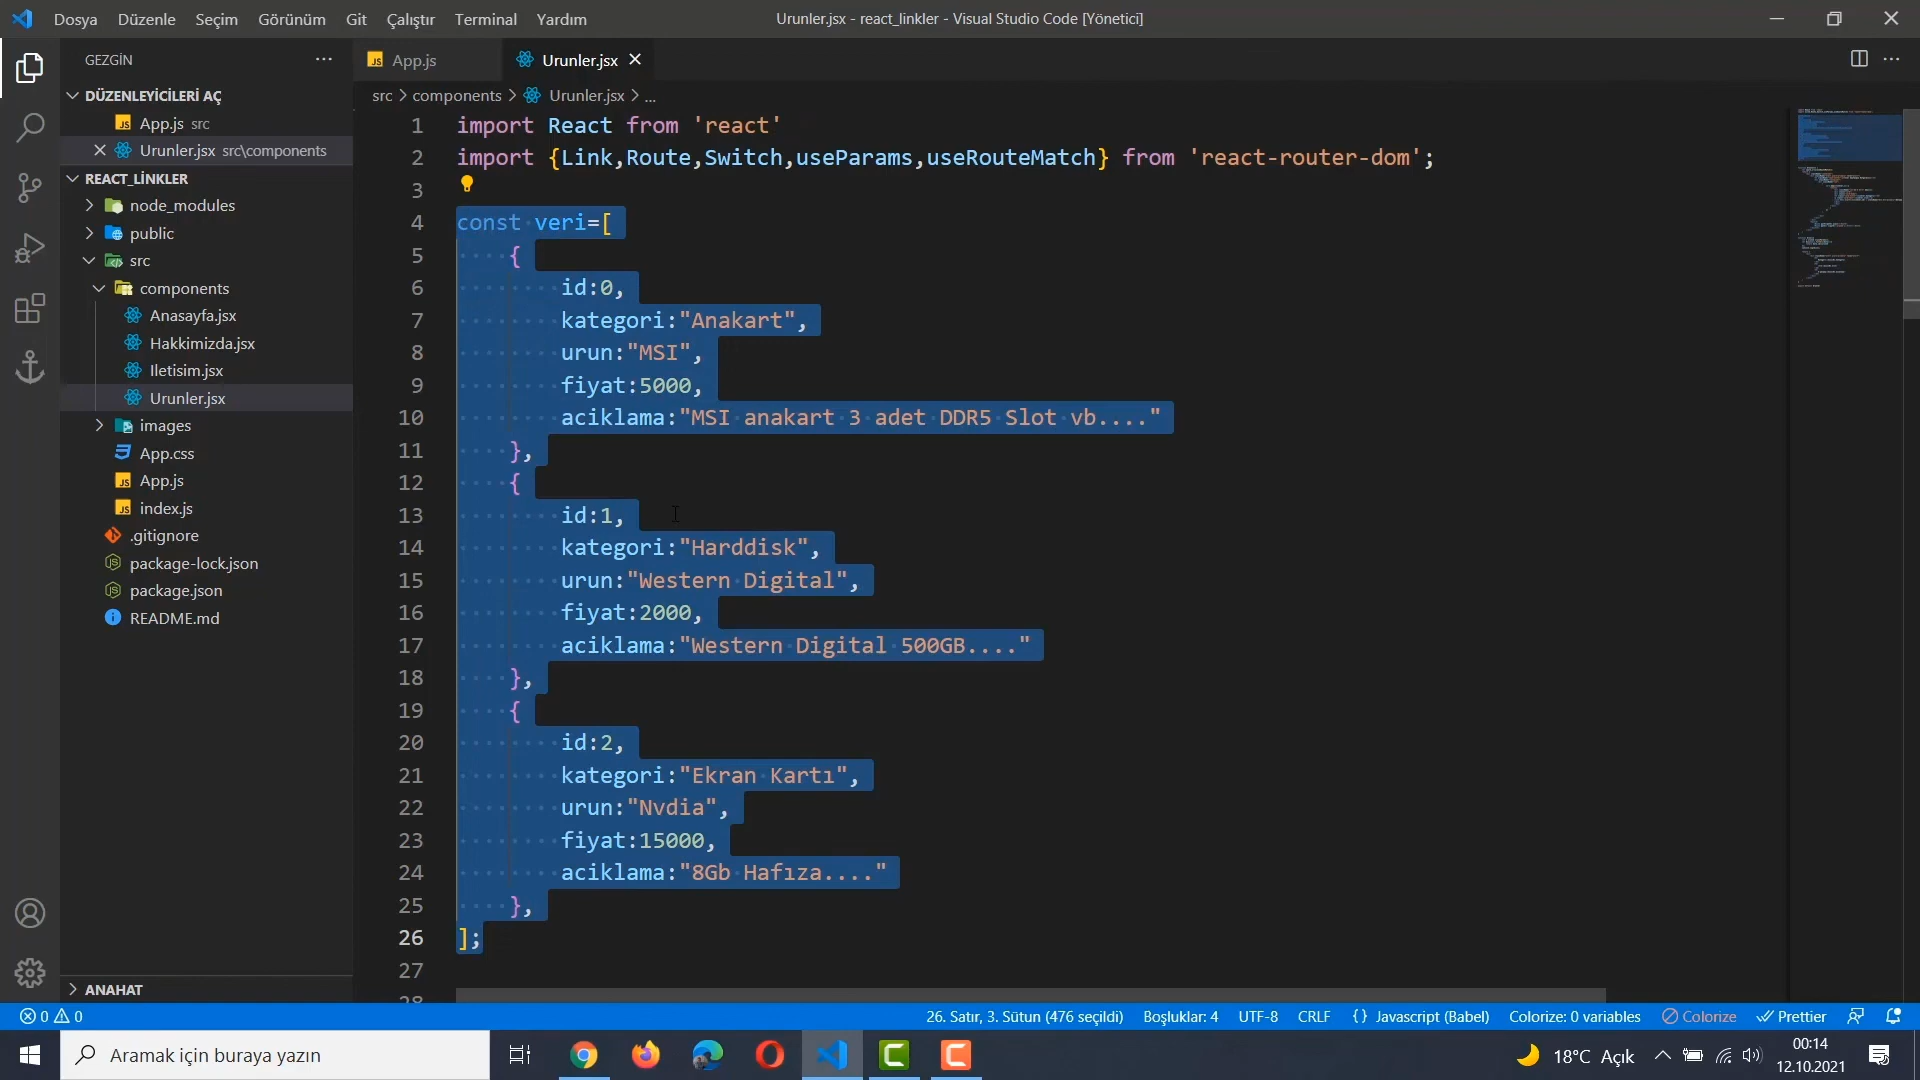 Dosya Düzenle Seçim Görünüm Git Çalıştır Terminal Yardım
Urunler.jsx - react_linkler - Visual Studio Code [Yönetici]
GEZGİN
DÜZENLEYİCİLERİ AÇ
App.js src
Urunler.jsx src\components
REACT_LİNKLER
node_modules
public
src
components
Anasayfa.jsx
Hakkimizda.jsx
Iletisim.jsx
Urunler.jsx
images
App.css
App.js
index.js
.gitignore
package-lock.json
package.json
README.md
ANAHAT
App.js
Urunler.jsx
src > components > Urunler.jsx > ...
1 import React from 'react'
2 import {Link,Route,Switch,useParams,useRouteMatch} from 'react-router-dom';
3
4 const veri=[
5 {
6 id:0,
7 kategori:"Anakart",
8 urun:"MSI",
9 fiyat:5000,
10 aciklama:"MSI anakart 3 adet DDR5 Slot vb...."
11 },
12 {
13 id:1,
14 kategori:"Harddisk",
15 urun:"Western Digital",
16 fiyat:2000,
17 aciklama:"Western Digital 500GB...."
18 },
19 {
20 id:2,
21 kategori:"Ekran Kartı",
22 urun:"Nvdia",
23 fiyat:15000,
24 aciklama:"8Gb Hafıza...."
25 },
26 ];
27
28
0 0
26. Satır, 3. Sütun (476 seçildi) Boşluklar: 4 UTF-8 CRLF {} Javascript (Babel) Colorize: 0 variables Colorize Prettier
Aramak için buraya yazın
18°C Açık
00:14
12.10.2021